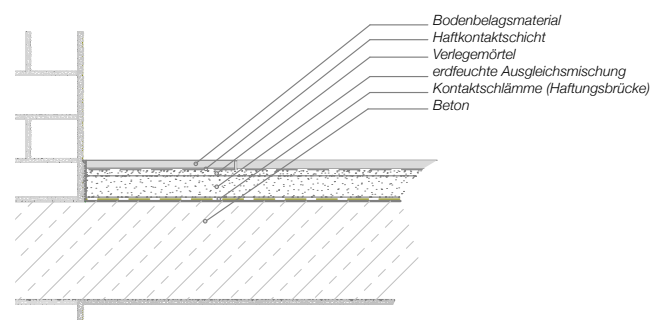 Bodenbelagsmaterial
Haftkontaktschicht
Verlegemörtel
erdfeuchte Ausgleichsmischung
Kontaktschlämme (Haftungsbrücke)
Beton